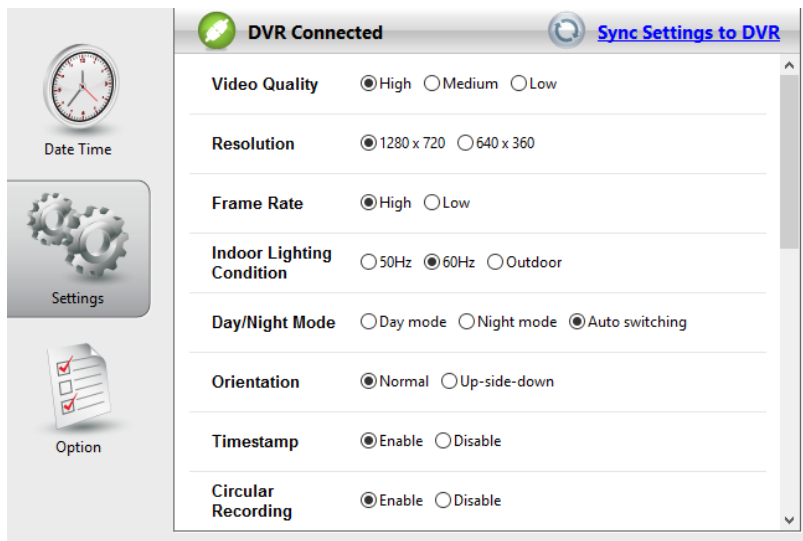 DVR Connected Sync Settings to DVR
Date Time
Settings
Option
Video Quality High Medium Low
Resolution 1280 x 720 640 x 360
Frame Rate High Low
Indoor Lighting
Condition 50Hz 60Hz Outdoor
Day/Night Mode Day mode Night mode Auto switching
Orientation Normal Up-side-down
Timestamp Enable Disable
Circular
Recording Enable Disable